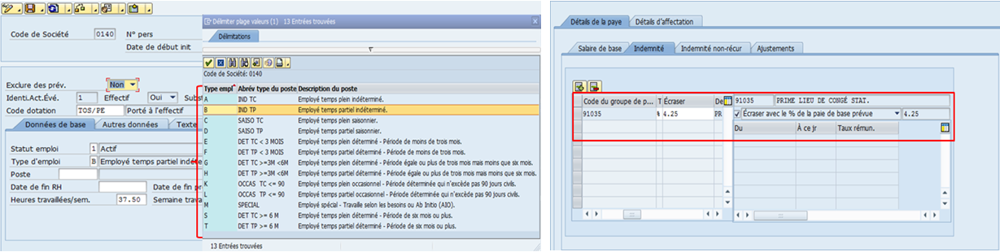 Code de Société 0140 N° pers
Date de début init
Exclure des prév. Non
Identi.Act.Évé. 1 Effectif Oui Subst
Code dotation TOS/PE Porté à l'effectif
Données de base Autres données Texte
Statut emploi 1 Actif
Type d'emploi B Employé temps partiel indéte
Poste
Date de fin RH Date de fin pr
Heures travaillées/sem. 37.50 Semaine trava
Délimiter plage valeurs (1) 13 Entrées trouvées
Délmitations
Code de Société: 0140
Type empl Abrév type du poste Description du poste
A IND TC Employé temps plein indéterminé.
B IND TP Employé temps partiel indéterminé.
C SAISO TC Employé temps plein saisonnier.
D SAISO TP Employé temps partiel saisonnier.
E DET TC < 3 MOIS Employé temps plein déterminé - Période de moins de trois mois.
F DET TP < 3 MOIS Employé temps partiel déterminé - Période de moins de trois mois.
G DET TC >=3M <6M Employé temps plein déterminé - Période égale ou plus de trois mois mais moins que six mois.
H DET TP >=3M <6M Employé temps partiel déterminé - Période égale ou plus de trois mois mais moins que six mois.
K OCCAS TC <= 90 Employé temps plein occasionnel - Période déterminée qui n'excède pas 90 jours civils.
L OCCAS TP <= 90 Employé temps partiel occasionnel - Période déterminée qui n'excède pas 90 jours civils.
M SPECIAL Employé spécial - Travaille selon les besoins ou Ab Initio (AIO).
S DET TC >= 6 M Employé temps plein déterminé - Période de six mois ou plus.
T DET TP >= 6 M Employé temps partiel déterminé - Période de six mois ou plus.
13 Entrées trouvées
Détails de la paye Détails d'affectation
Salaire de base Indemnité Indemnité non-récur Ajustements
Code du groupe de p... T Écraser De
91035 % 4.25 PR
91035 PRIME LIEU DE CONGÉ STAT.
Écraser avec le % de la paie de base prévue 4.25
Du À ce jr Taux rémun.